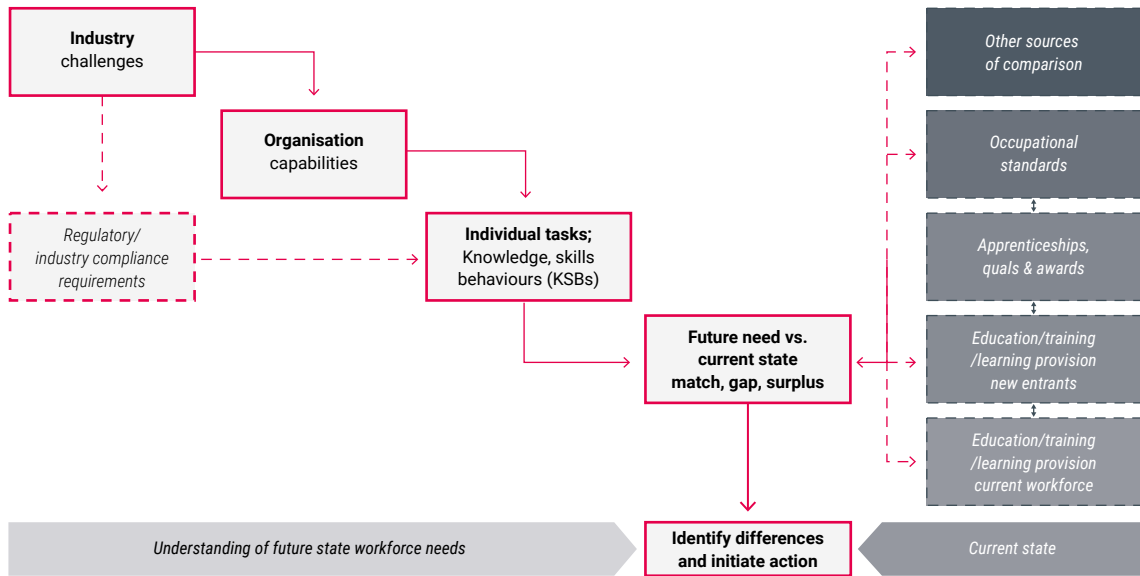 Industry
challenges
Other sources
of comparison
Organisation
capabilities
Occupational
standards
Regulatory/
industry compliance
requirements
Individual tasks;
Knowledge, skills
behaviours (KSBs)
Apprenticeships,
quals & awards
Future need vs.
current state
match, gap, surplus
Education/training
/learning provision
new entrants
Education/training
/learning provision
current workforce
Understanding of future state workforce needs
Identify differences
and initiate action
Current state